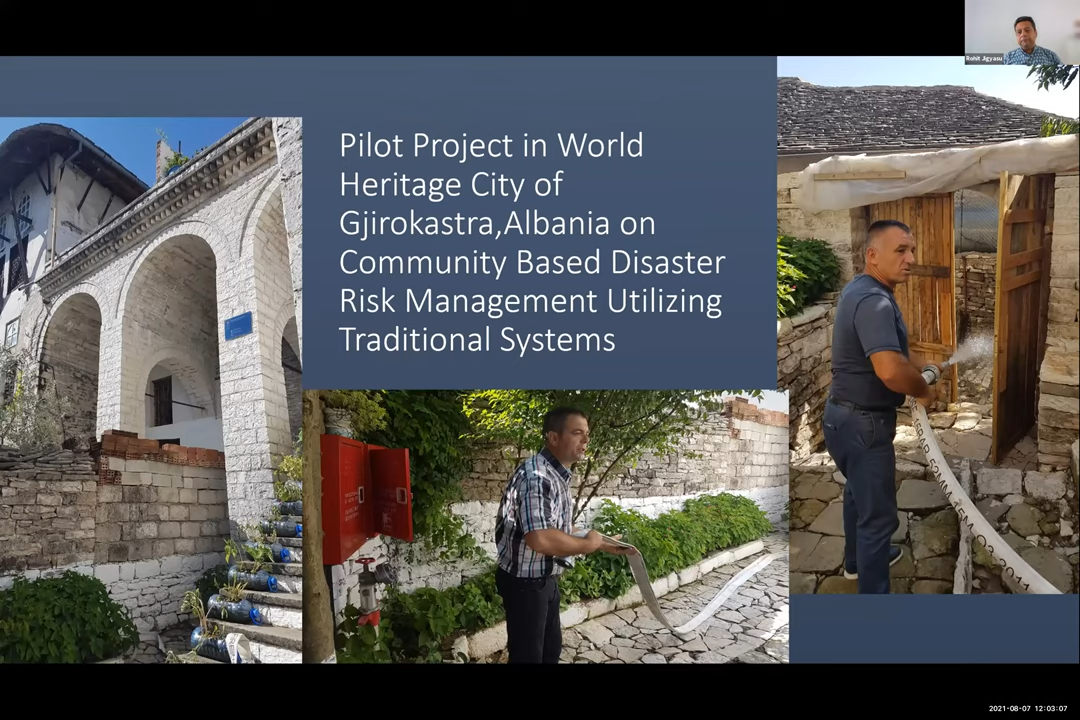 Rohit Jigyasu
Pilot Project in World
Heritage City of
Gjirokastra,Albania on
Community Based Disaster
Risk Management Utilizing
Traditional Systems
2021-08-07 12:03:07